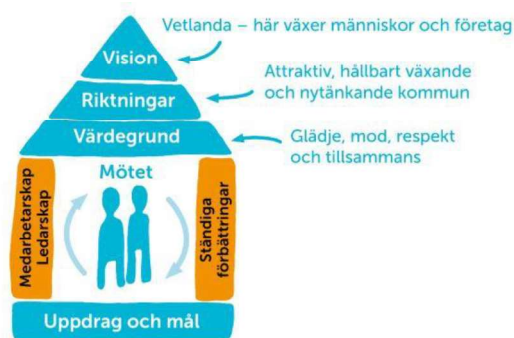 Vetlanda – här växer människor och företag
Vision
Attraktiv, hållbart växande
och nytänkande kommun
Riktningar
Värdegrund
Glädje, mod, respekt
och tillsammans
Mötet
Medarbetarskap
Ledarskap
Ständiga
förbättringar
Uppdrag och mål